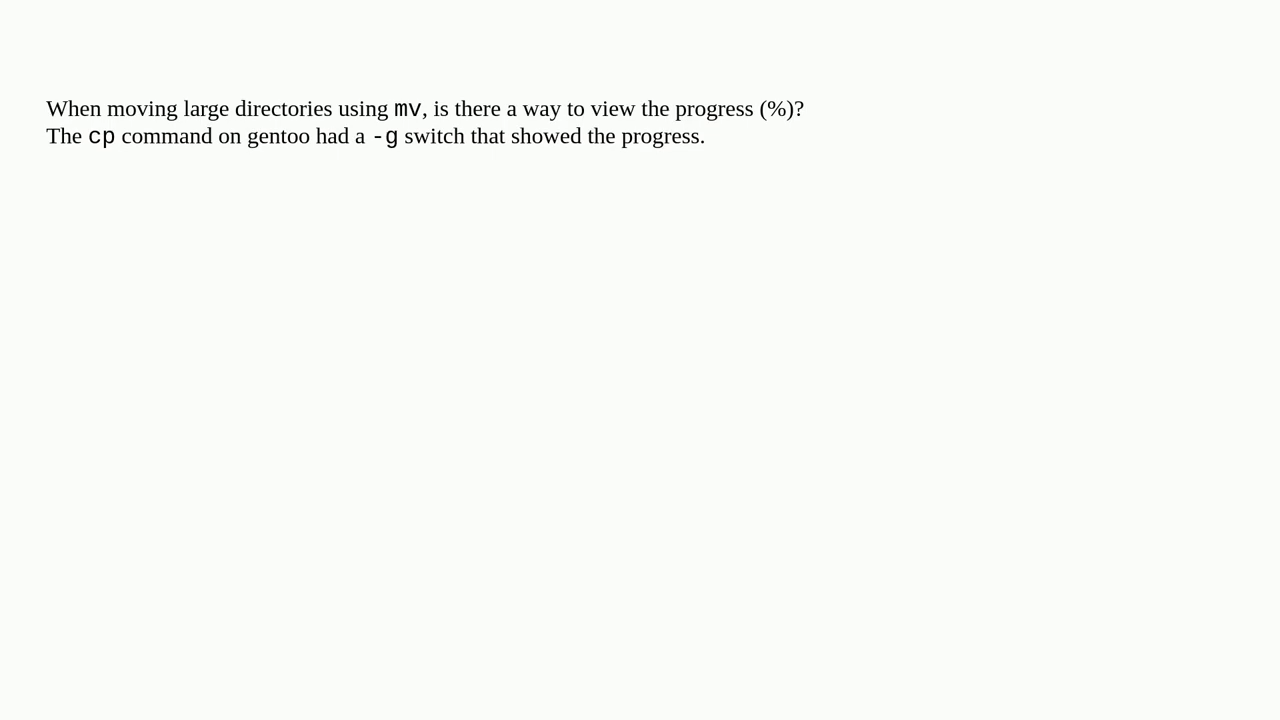 When moving large directories using mv, is there a way to view the progress (%)?
The cp command on gentoo had a -g switch that showed the progress.